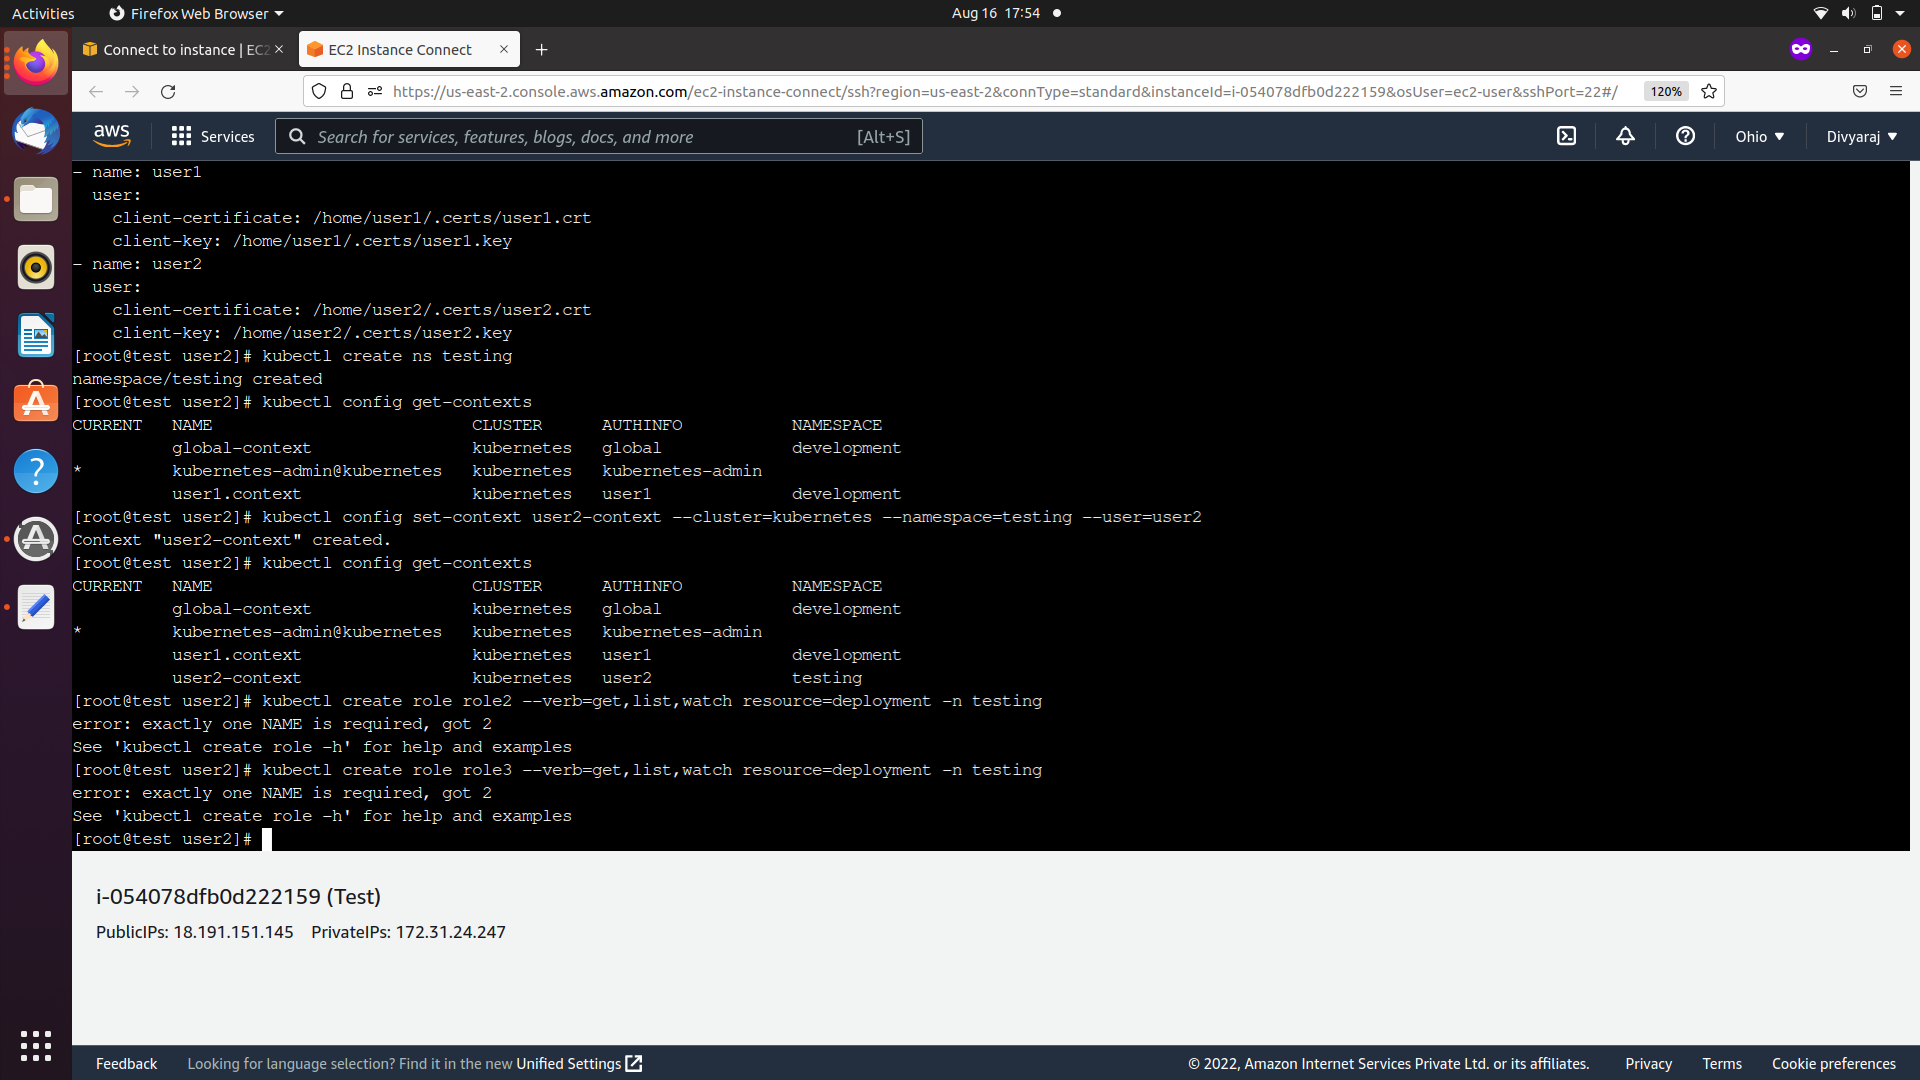 Activities
Firefox Web Browser
Aug 16 17:54
Connect to instance | EC2
EC2 Instance Connect
https://us-east-2.console.aws.amazon.com/ec2-instance-connect/ssh?region=us-east-2&connType=standard&instanceId=i-054078dfb0d222159&osUser=ec2-user&sshPort=22#/
120%
aws
Services
Search for services, features, blogs, docs, and more
[Alt+S]
Ohio
Divyaraj
- name: user1
  user:
    client-certificate: /home/user1/.certs/user1.crt
    client-key: /home/user1/.certs/user1.key
- name: user2
  user:
    client-certificate: /home/user2/.certs/user2.crt
    client-key: /home/user2/.certs/user2.key
[root@test user2]# kubectl create ns testing
namespace/testing created
[root@test user2]# kubectl config get-contexts
CURRENT   NAME                          CLUSTER      AUTHINFO           NAMESPACE
          global-context                kubernetes   global             development
*         kubernetes-admin@kubernetes   kubernetes   kubernetes-admin
          user1.context                 kubernetes   user1              development
[root@test user2]# kubectl config set-context user2-context --cluster=kubernetes --namespace=testing --user=user2
Context "user2-context" created.
[root@test user2]# kubectl config get-contexts
CURRENT   NAME                          CLUSTER      AUTHINFO           NAMESPACE
          global-context                kubernetes   global             development
*         kubernetes-admin@kubernetes   kubernetes   kubernetes-admin
          user1.context                 kubernetes   user1              development
          user2-context                 kubernetes   user2              testing
[root@test user2]# kubectl create role role2 --verb=get,list,watch resource=deployment -n testing
error: exactly one NAME is required, got 2
See 'kubectl create role -h' for help and examples
[root@test user2]# kubectl create role role3 --verb=get,list,watch resource=deployment -n testing
error: exactly one NAME is required, got 2
See 'kubectl create role -h' for help and examples
[root@test user2]#
i-054078dfb0d222159 (Test)
PublicIPs: 18.191.151.145 PrivateIPs: 172.31.24.247
Feedback
Looking for language selection? Find it in the new Unified Settings
© 2022, Amazon Internet Services Private Ltd. or its affiliates.
Privacy
Terms
Cookie preferences